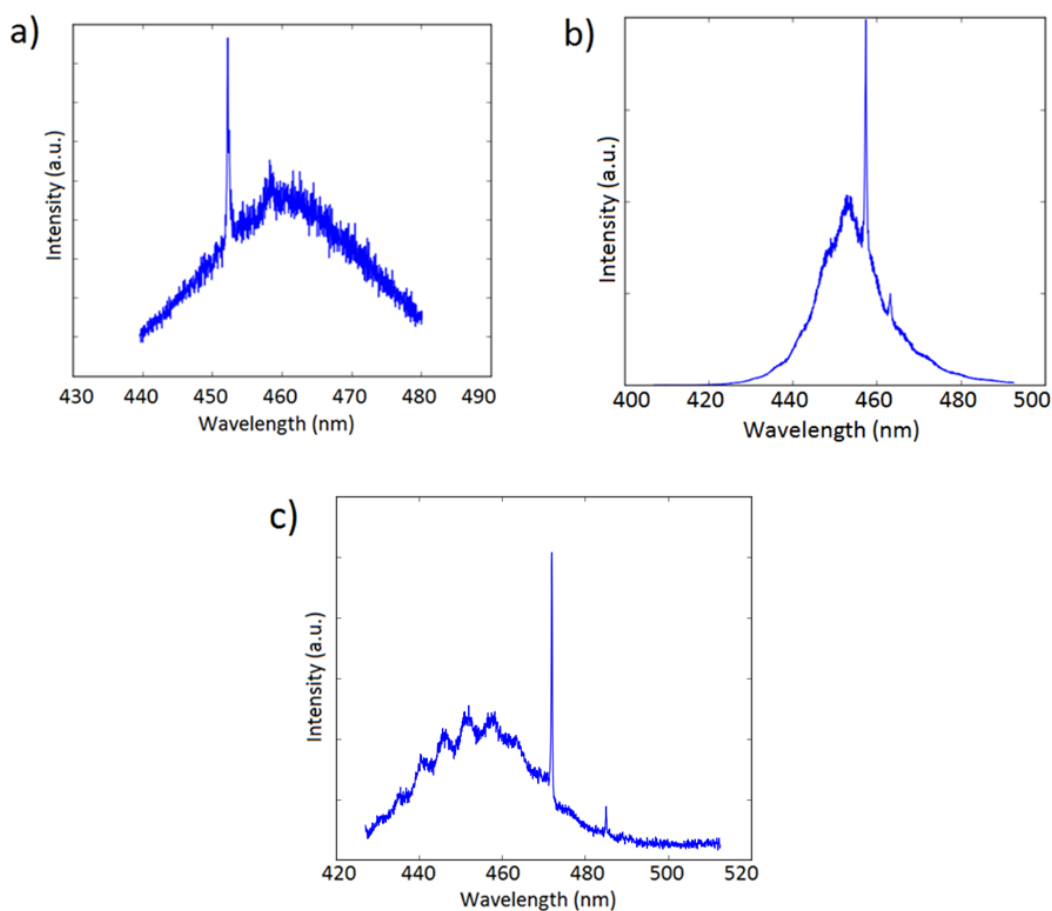 a)
Intensity (a.u.)
430 440 450 460 470 480 490
Wavelength (nm)
b)
Intensity (a.u.)
400 420 440 460 480 500
Wavelength (nm)
c)
Intensity (a.u.)
420 440 460 480 500 520
Wavelength (nm)